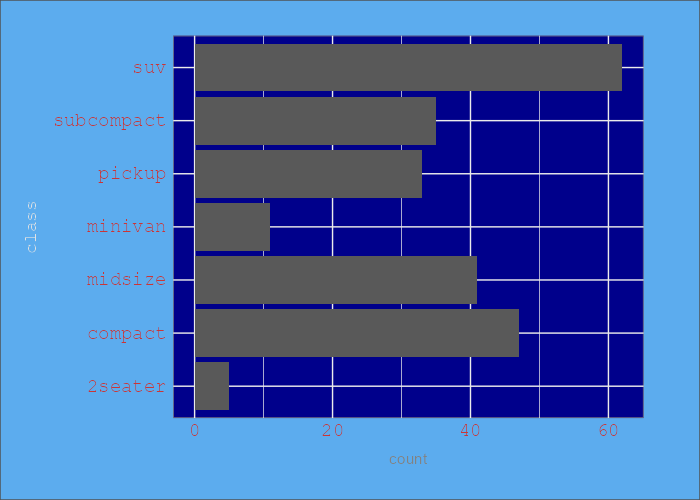 suv
subcompact
pickup
minivan
midsize
compact
2seater
class
0 20 40 60
count